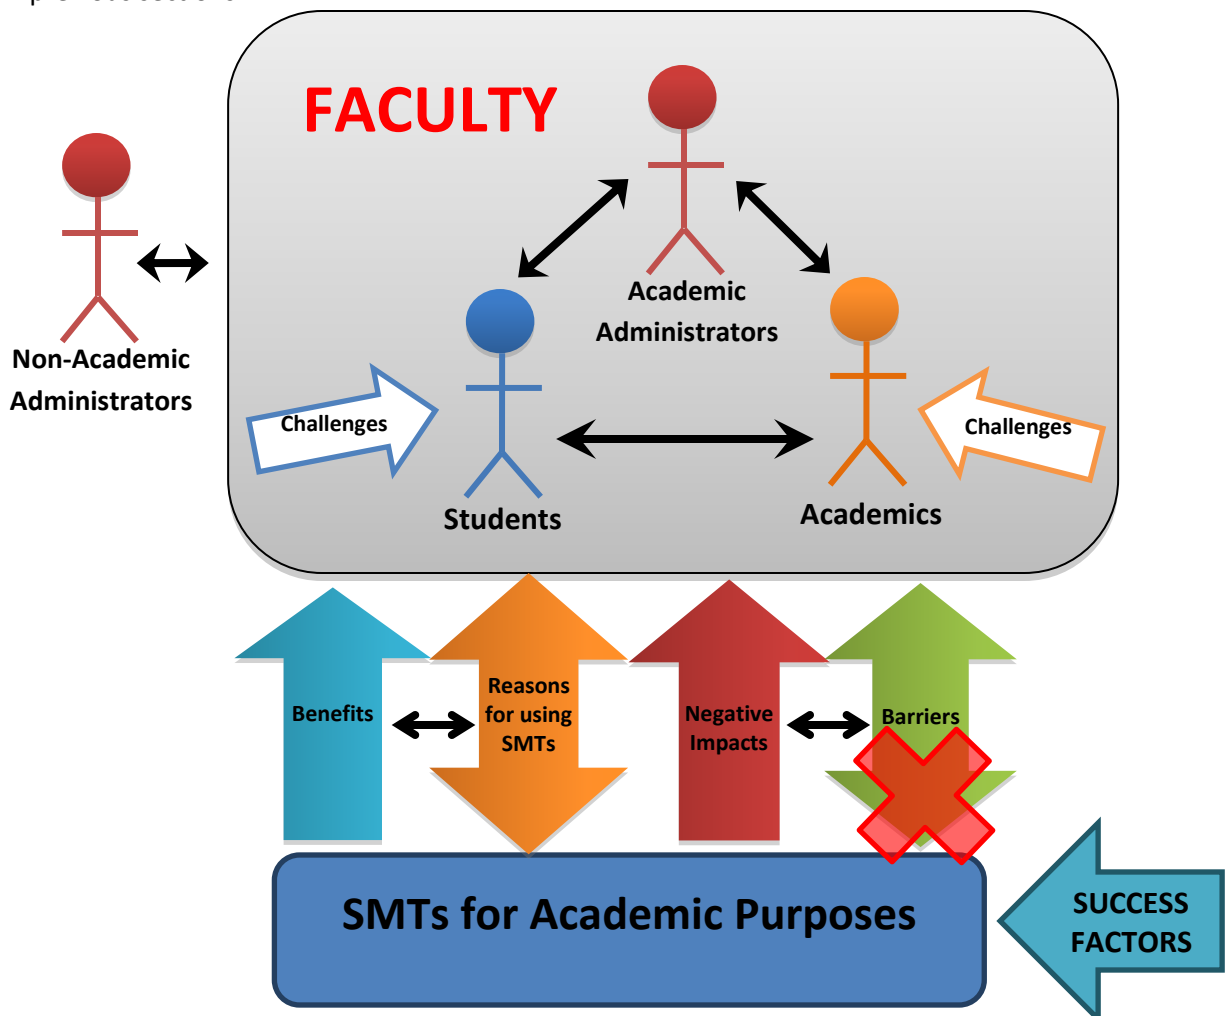 FACULTY
Academic
Administrators
Non-Academic
Administrators
Challenges
Challenges
Students
Academics
Benefits
Reasons
for using
SMTs
Negative
Impacts
Barriers
SMTs for Academic Purposes
SUCCESS
FACTORS